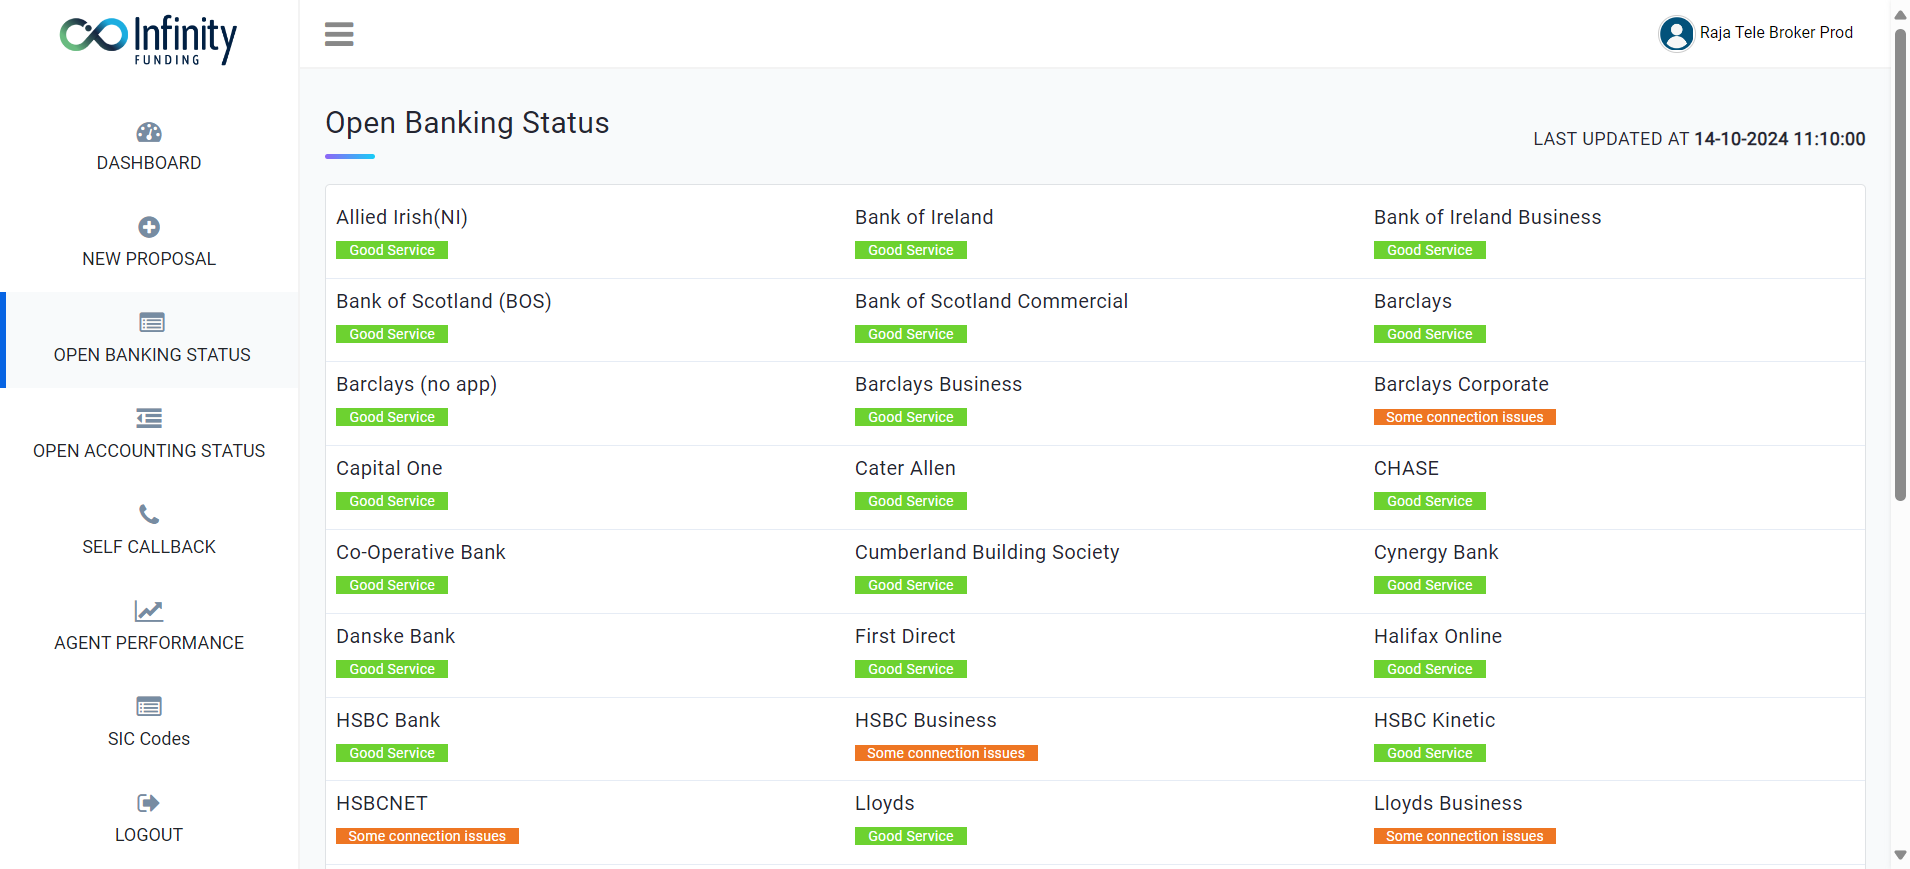 Infinity
FUNDING
Raja Tele Broker Prod
DASHBOARD
NEW PROPOSAL
OPEN BANKING STATUS
OPEN ACCOUNTING STATUS
SELF CALLBACK
AGENT PERFORMANCE
SIC Codes
LOGOUT
Open Banking Status
LAST UPDATED AT 14-10-2024 11:10:00
Allied Irish(NI)
Good Service
Bank of Ireland
Good Service
Bank of Ireland Business
Good Service
Bank of Scotland (BOS)
Good Service
Bank of Scotland Commercial
Good Service
Barclays
Good Service
Barclays (no app)
Good Service
Barclays Business
Good Service
Barclays Corporate
Some connection issues
Capital One
Good Service
Cater Allen
Good Service
CHASE
Good Service
Co-Operative Bank
Good Service
Cumberland Building Society
Good Service
Cynergy Bank
Good Service
Danske Bank
Good Service
First Direct
Good Service
Halifax Online
Good Service
HSBC Bank
Good Service
HSBC Business
Some connection issues
HSBC Kinetic
Good Service
HSBCNET
Some connection issues
Lloyds
Good Service
Lloyds Business
Some connection issues